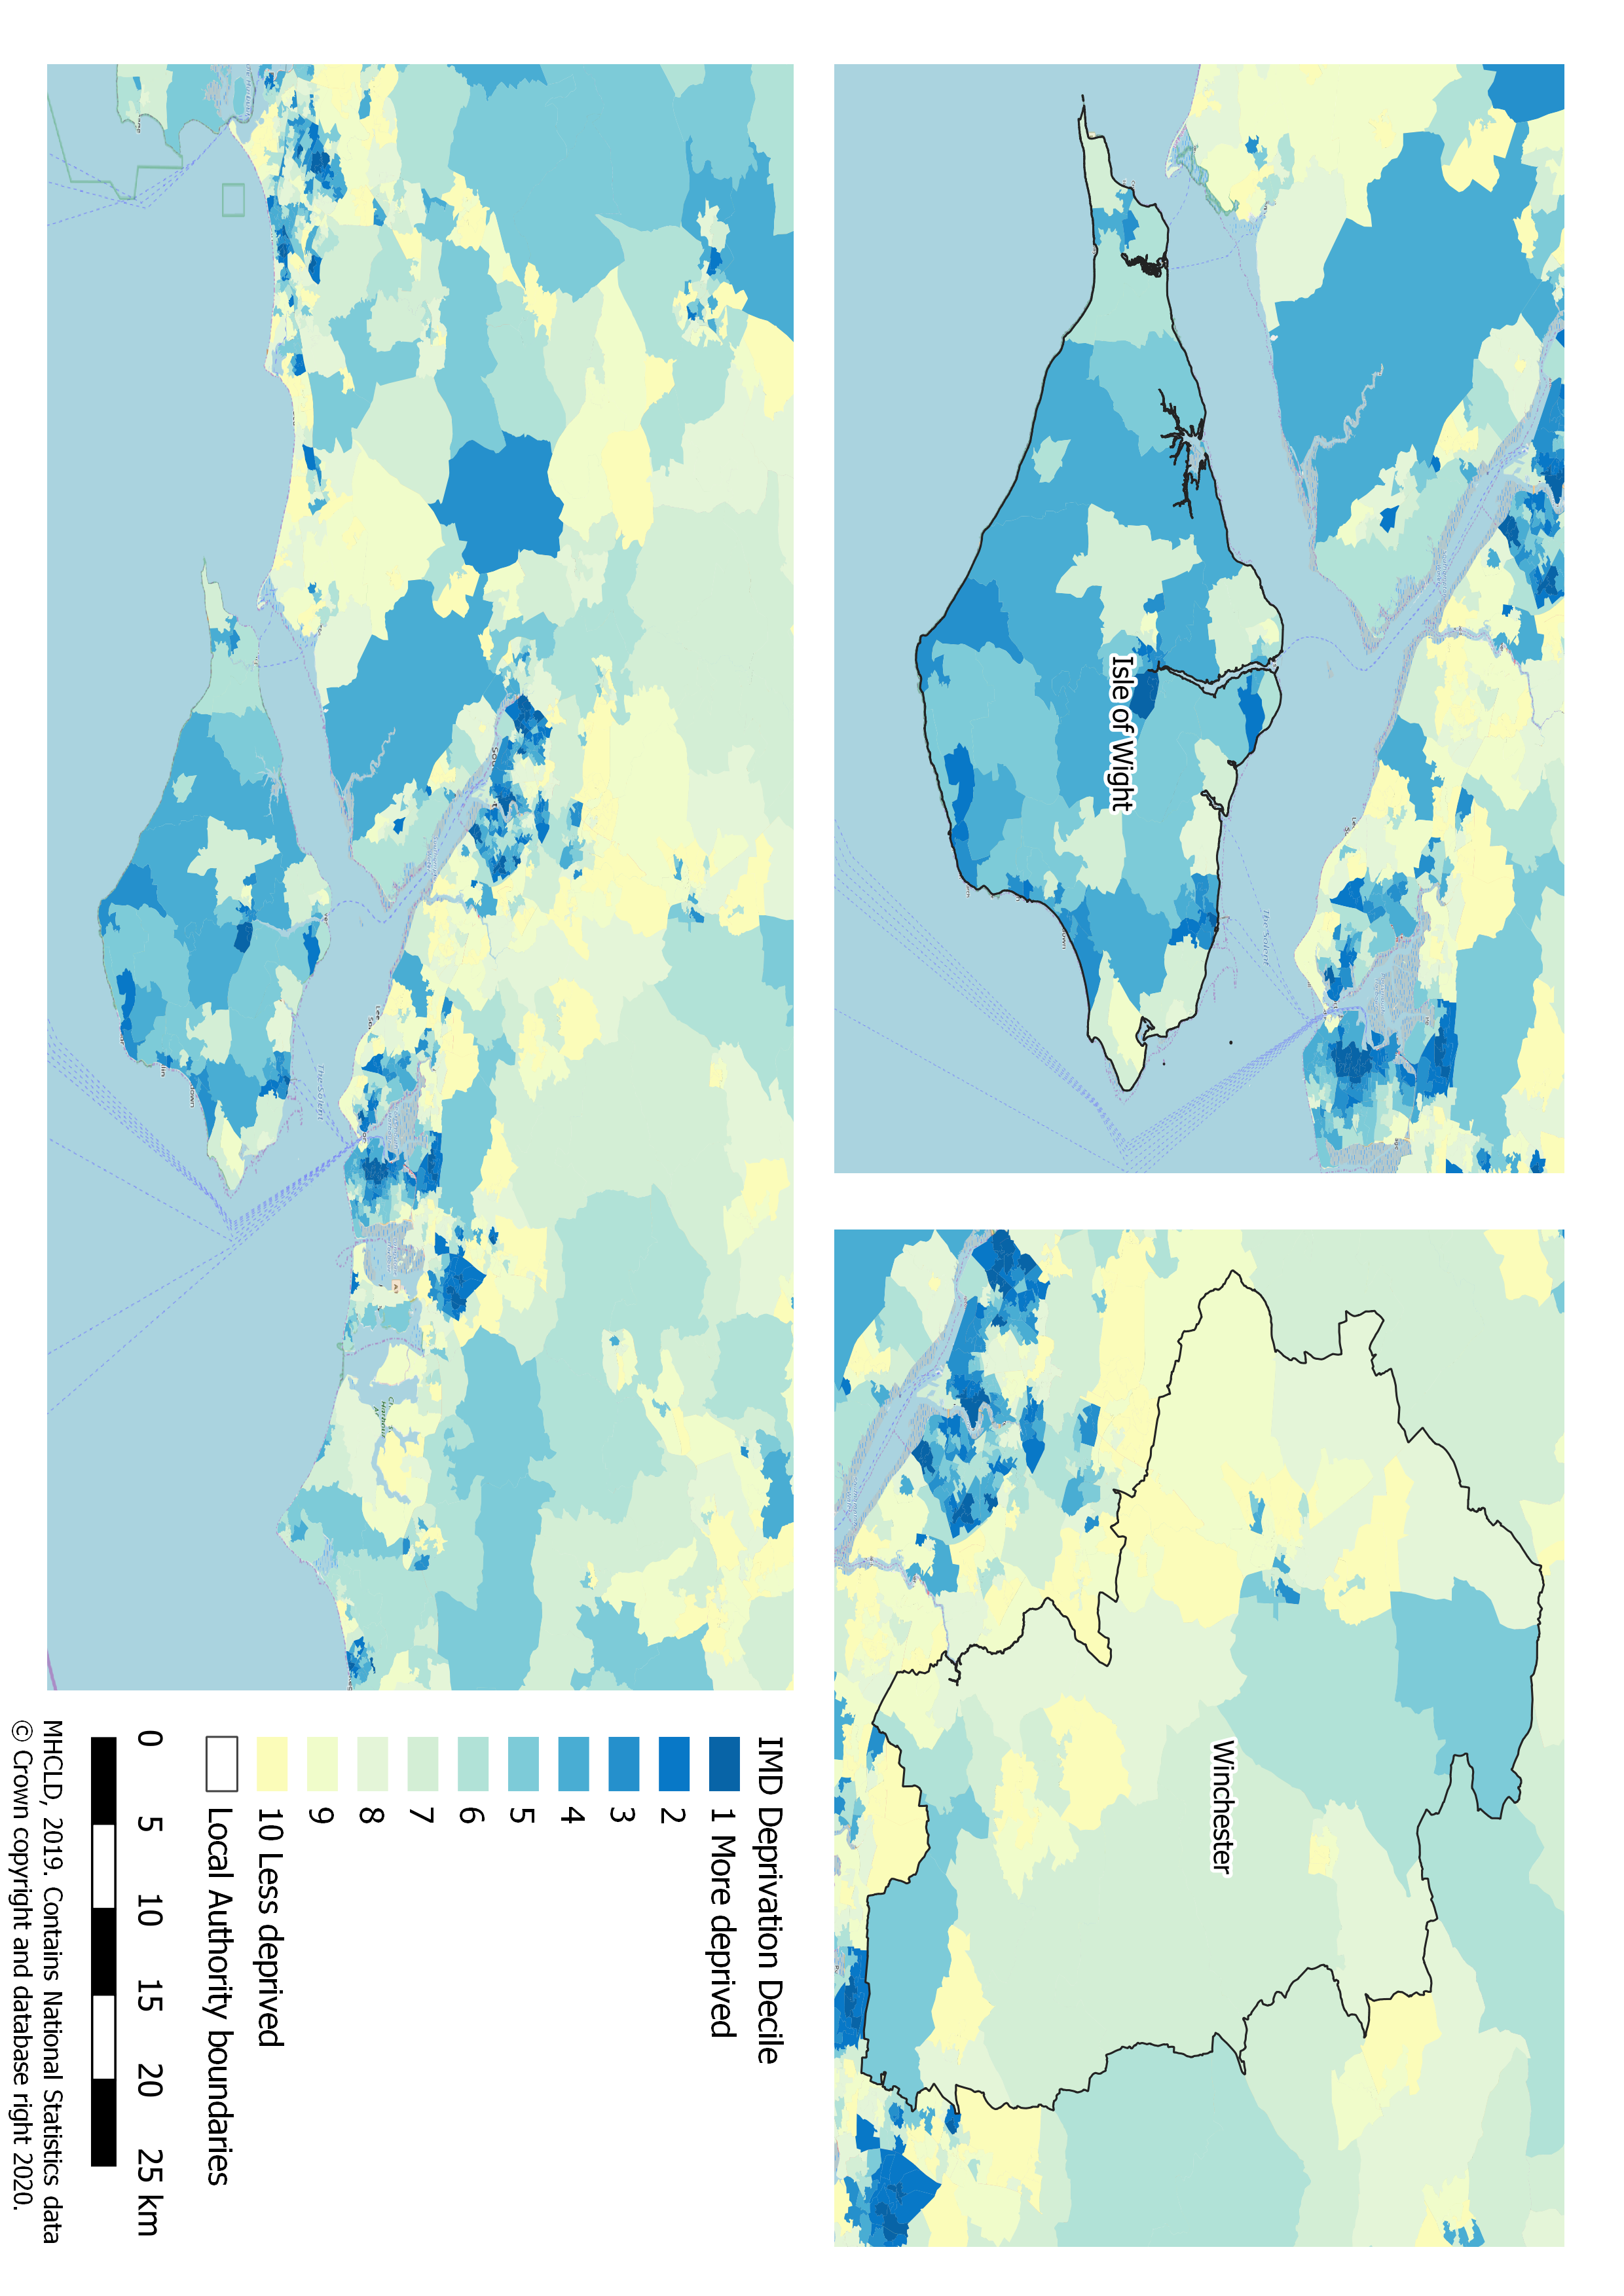 Isle of Wight
Winchester
IMD Deprivation Decile
1 More deprived
2
3
4
5
6
7
8
9
10 Less deprived
Local Authority boundaries
0 5 10 15 20 25 km
MHCLD, 2019. Contains National Statistics data
© Crown copyright and database right 2020.